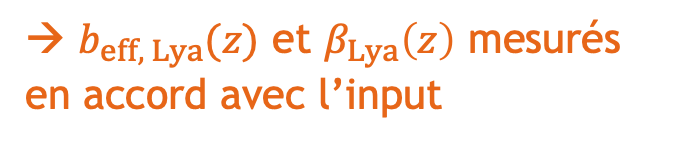 → b_eff, Lya(z) et β_Lya(z) mesurés
en accord avec l'input